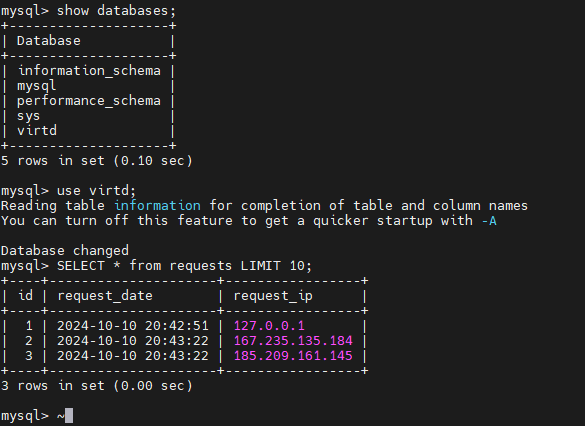 mysql> show databases;
+--------------------+
| Database           |
+--------------------+
| information_schema |
| mysql              |
| performance_schema |
| sys                |
| virtd              |
+--------------------+
5 rows in set (0.10 sec)

mysql> use virtd;
Reading table information for completion of table and column names
You can turn off this feature to get a quicker startup with -A

Database changed
mysql> SELECT * from requests LIMIT 10;
+----+---------------------+-----------------+
| id | request_date        | request_ip      |
+----+---------------------+-----------------+
|  1 | 2024-10-10 20:42:51 | 127.0.0.1       |
|  2 | 2024-10-10 20:43:22 | 167.235.135.184 |
|  3 | 2024-10-10 20:43:22 | 185.209.161.145 |
+----+---------------------+-----------------+
3 rows in set (0.00 sec)

mysql> ~